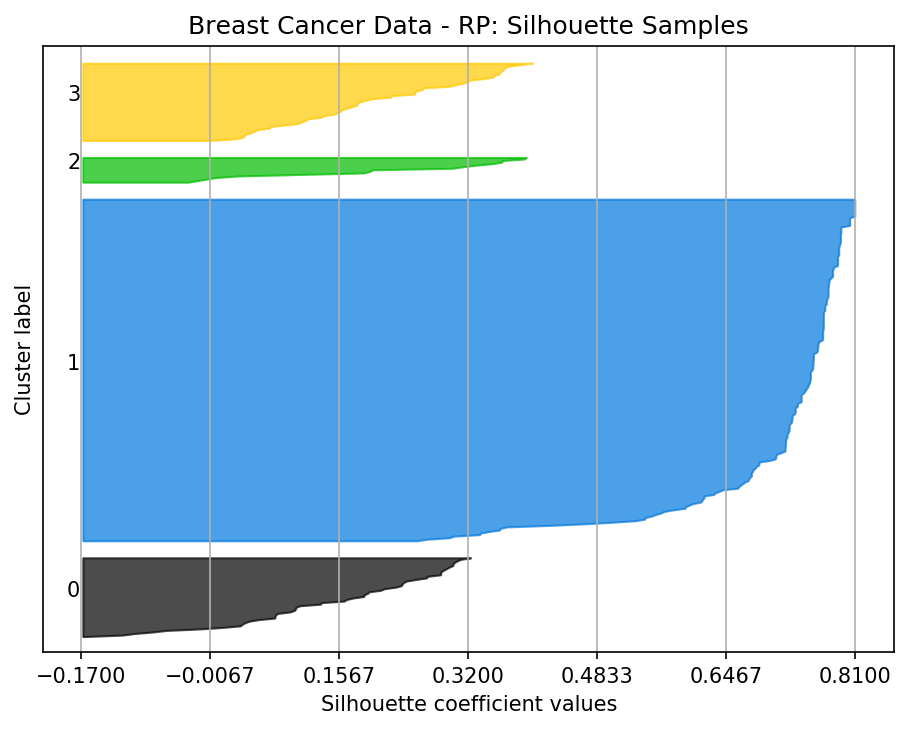 Breast Cancer Data - RP: Silhouette Samples
3
2
1
0
Cluster label
−0.1700 −0.0067 0.1567 0.3200 0.4833 0.6467 0.8100
Silhouette coefficient values